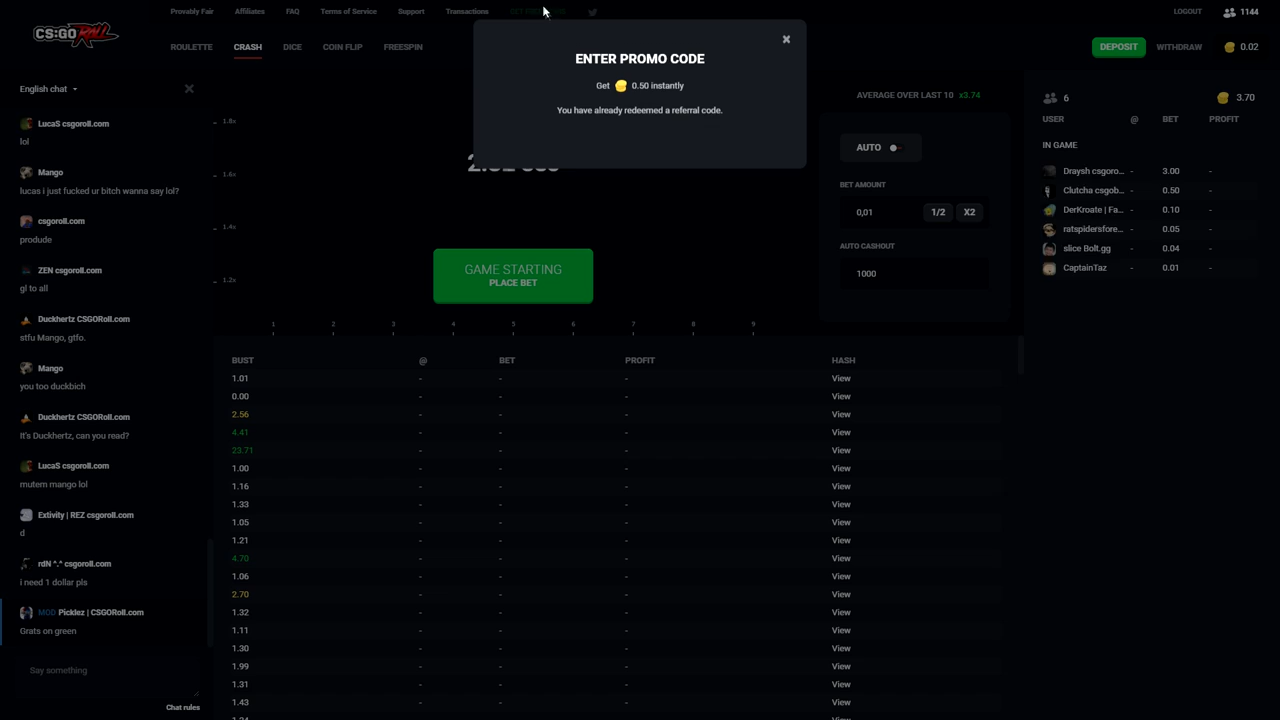 Provably Fair
Affiliates
FAQ
Terms of Service
Support
Transactions
LOGOUT
1144
CS:GO ROLL
ROULETTE
CRASH
DICE
COIN FLIP
FREESPIN
DEPOSIT
WITHDRAW
0.02
ENTER PROMO CODE
Get 0.50 instantly
You have already redeemed a referral code.
English chat
LucaS csgoroll.com
lol
Mango
lucas i just fucked ur bitch wanna say lol?
csgoroll.com
produde
ZEN csgoroll.com
gl to all
Duckhertz CSGORoll.com
stfu Mango, gtfo.
Mango
you too duckbich
Duckhertz CSGORoll.com
It's Duckhertz, can you read?
LucaS csgoroll.com
mutem mango lol
Extivity | REZ csgoroll.com
d
rdN ^.^ csgoroll.com
i need 1 dollar pls
MOD Picklez | CSGORoll.com
Grats on green
Say something
Chat rules
1.8x
1.6x
1.4x
1.2x
GAME STARTING
PLACE BET
1 2 3 4 5 6 7 8 9
AVERAGE OVER LAST 10 x3.74
AUTO
BET AMOUNT
0,01 1/2 X2
AUTO CASHOUT
1000
BUST @ BET PROFIT HASH
1.01 - - - View
0.00 - - - View
2.56 - - - View
4.41 - - - View
23.71 - - - View
1.00 - - - View
1.16 - - - View
1.33 - - - View
1.05 - - - View
1.21 - - - View
4.70 - - - View
1.06 - - - View
2.70 - - - View
1.32 - - - View
1.11 - - - View
1.30 - - - View
1.99 - - - View
1.31 - - - View
1.43 - - - View
6 3.70
USER @ BET PROFIT
IN GAME
Draysh csgoro... - 3.00 -
Clutcha csgob... - 0.50 -
DerKroate | Fa... - 0.10 -
ratspidersfore... - 0.05 -
slice Bolt.gg - 0.04 -
CaptainTaz - 0.01 -